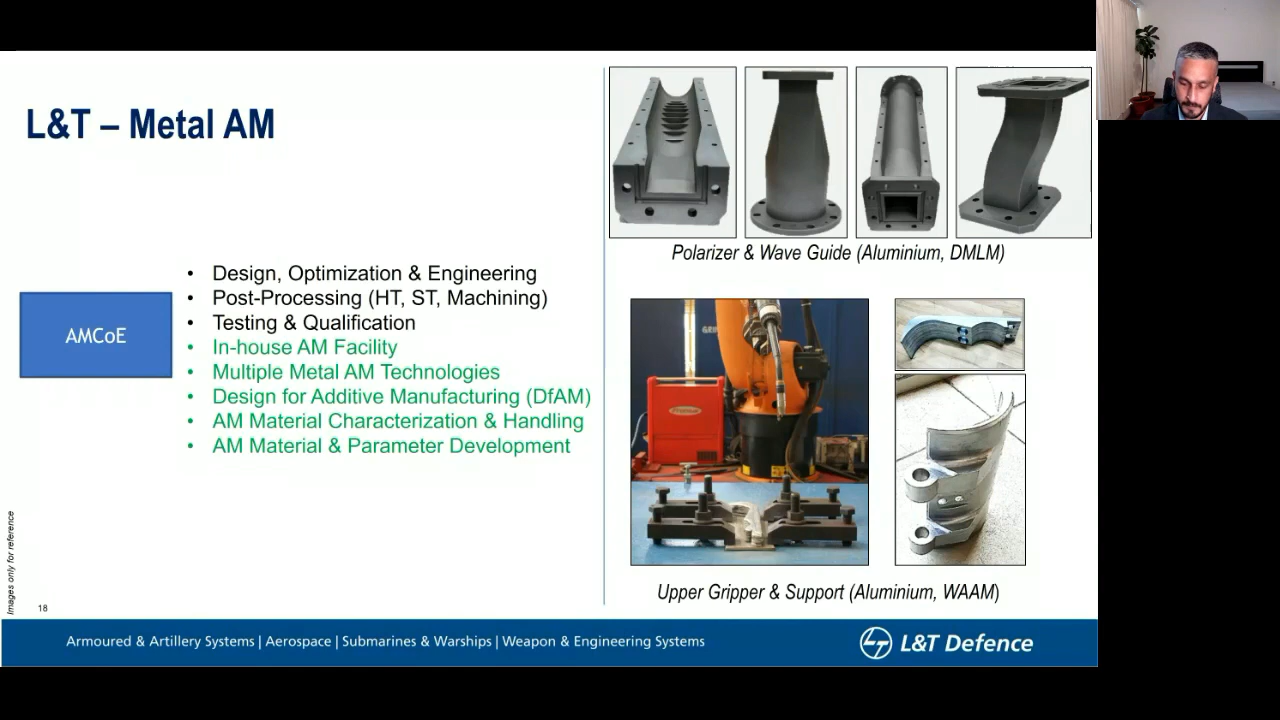 L&T – Metal AM
AMCoE
• Design, Optimization & Engineering
• Post-Processing (HT, ST, Machining)
• Testing & Qualification
• In-house AM Facility
• Multiple Metal AM Technologies
• Design for Additive Manufacturing (DfAM)
• AM Material Characterization & Handling
• AM Material & Parameter Development
Polarizer & Wave Guide (Aluminium, DMLM)
Upper Gripper & Support (Aluminium, WAAM)
Images only for reference
18
Armoured & Artillery Systems | Aerospace | Submarines & Warships | Weapon & Engineering Systems
L&T Defence